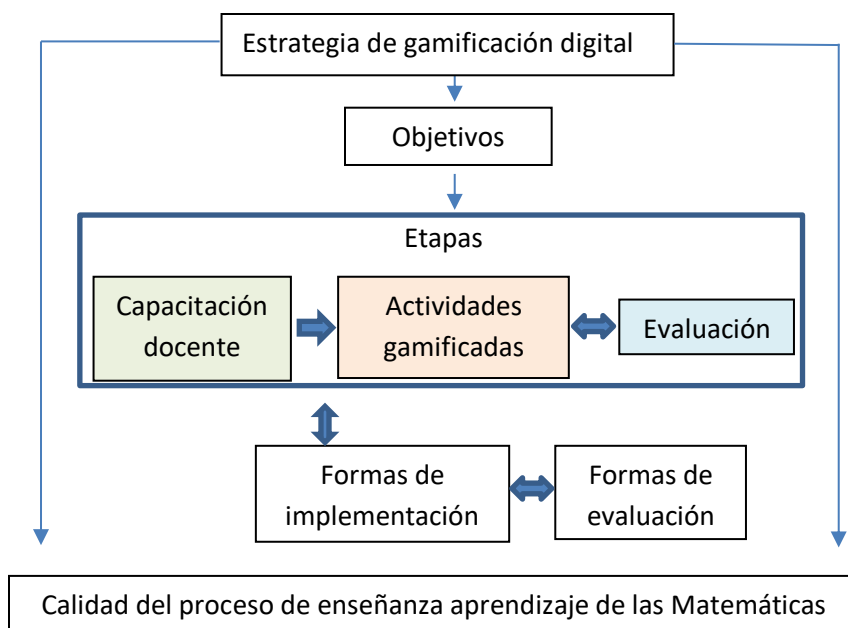 Estrategia de gamificación digital
Objetivos
Etapas
Capacitación
docente
Actividades
gamificadas
Evaluación
Formas de
implementación
Formas de
evaluación
Calidad del proceso de enseñanza aprendizaje de las Matemáticas